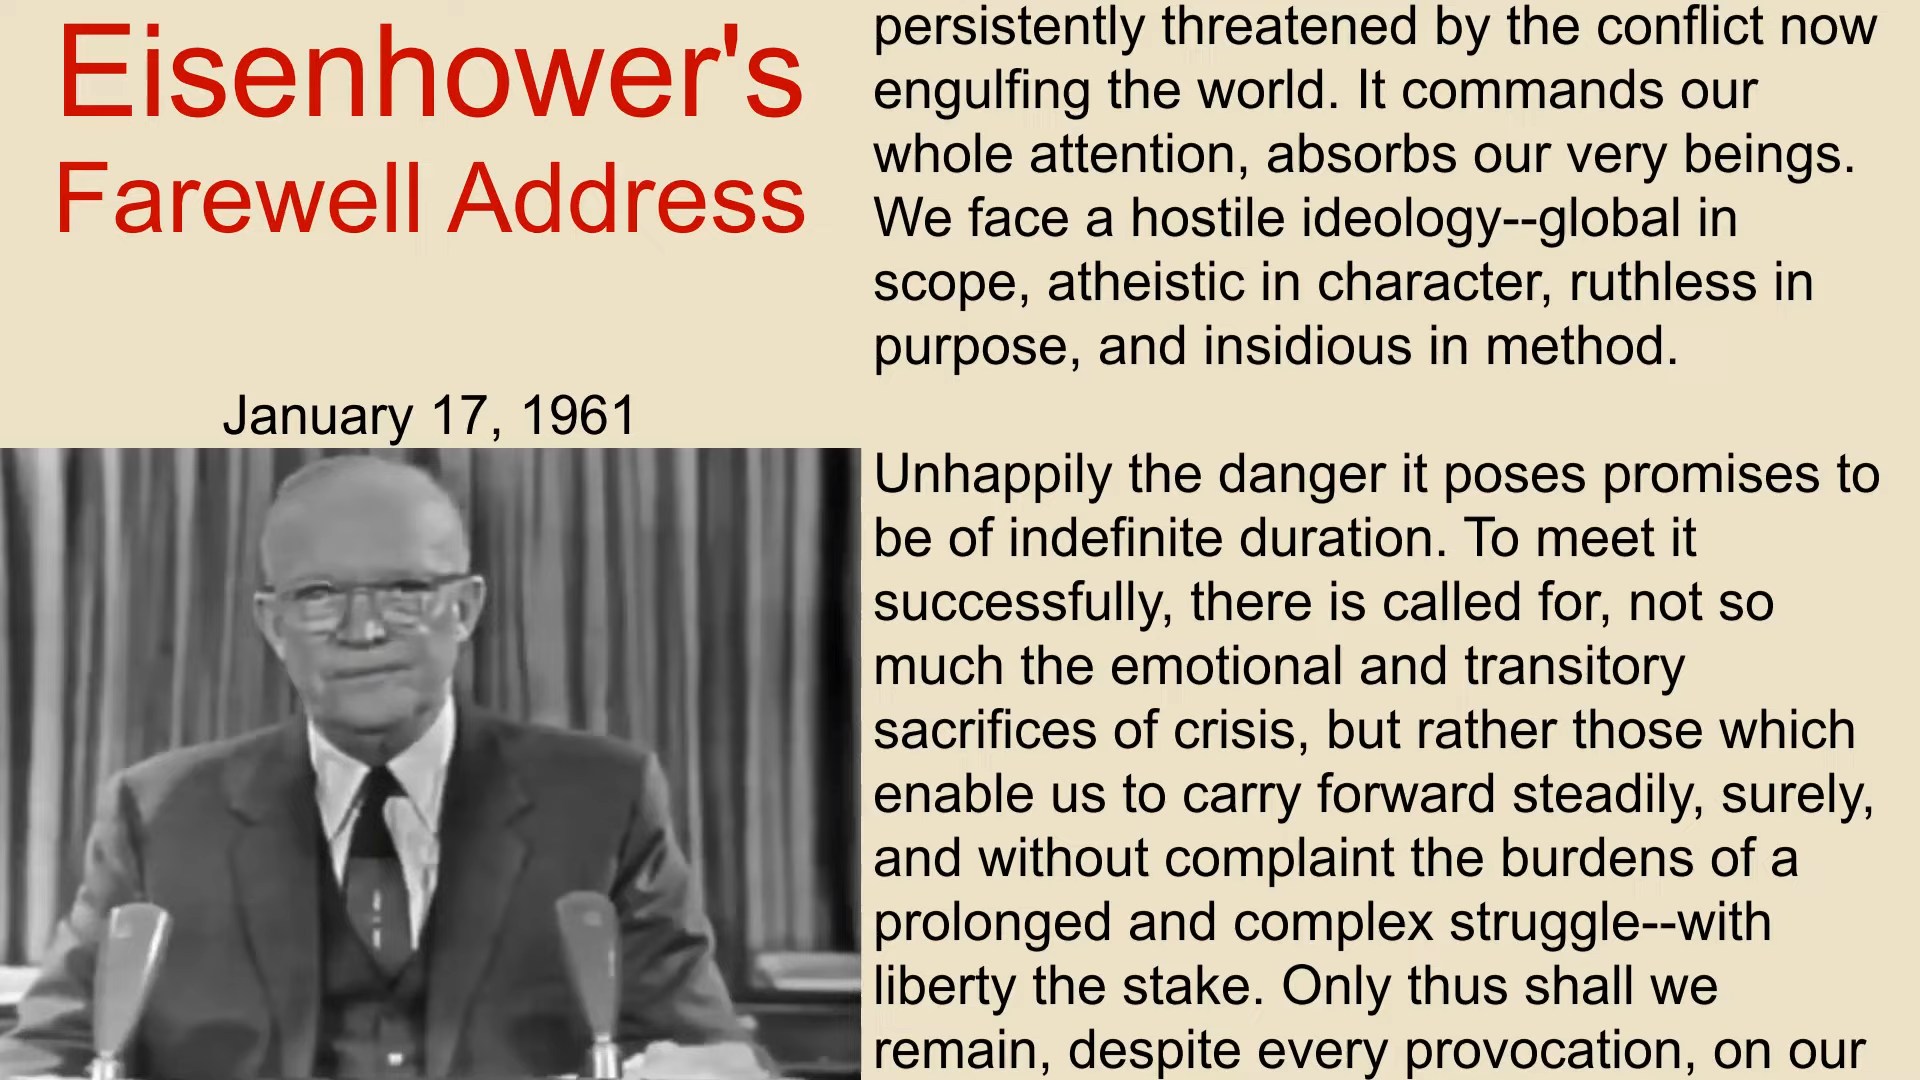 Eisenhower's
Farewell Address
January 17, 1961
persistently threatened by the conflict now
engulfing the world. It commands our
whole attention, absorbs our very beings.
We face a hostile ideology--global in
scope, atheistic in character, ruthless in
purpose, and insidious in method.
Unhappily the danger it poses promises to
be of indefinite duration. To meet it
successfully, there is called for, not so
much the emotional and transitory
sacrifices of crisis, but rather those which
enable us to carry forward steadily, surely,
and without complaint the burdens of a
prolonged and complex struggle--with
liberty the stake. Only thus shall we
remain, despite every provocation, on our